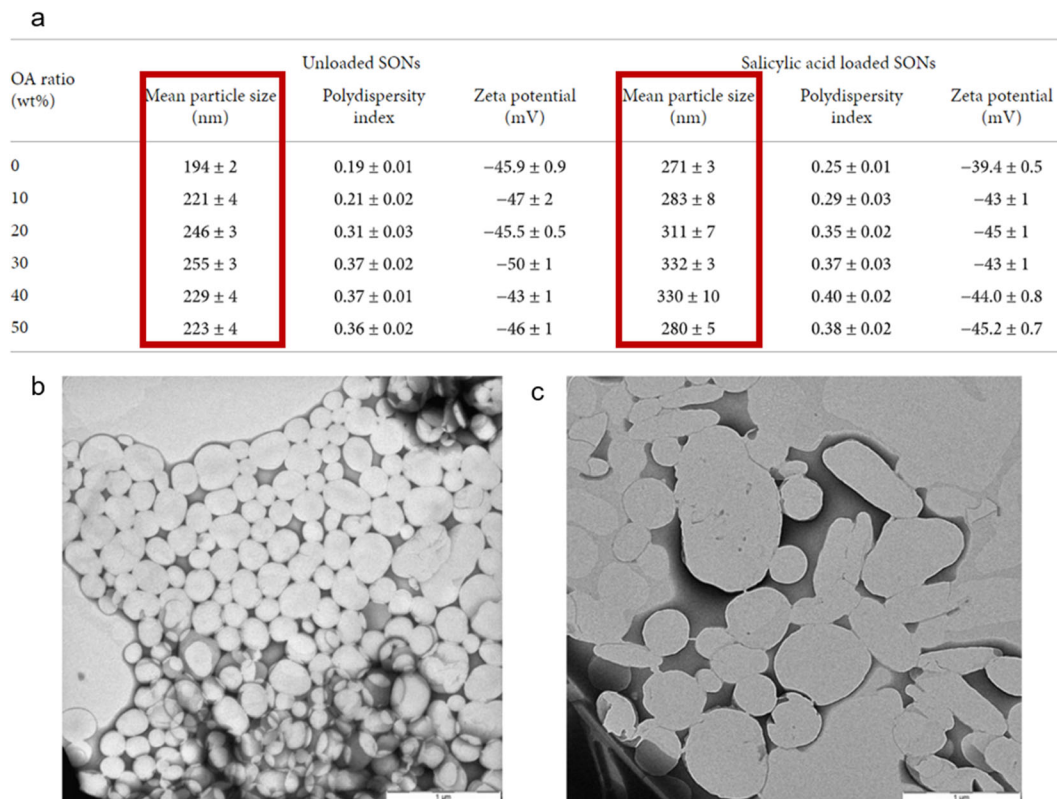 a
Unloaded SONs Salicylic acid loaded SONs
OA ratio (wt%) Mean particle size (nm) Polydispersity index Zeta potential (mV) Mean particle size (nm) Polydispersity index Zeta potential (mV)
0 194 ± 2 0.19 ± 0.01 −45.9 ± 0.9 271 ± 3 0.25 ± 0.01 −39.4 ± 0.5
10 221 ± 4 0.21 ± 0.02 −47 ± 2 283 ± 8 0.29 ± 0.03 −43 ± 1
20 246 ± 3 0.31 ± 0.03 −45.5 ± 0.5 311 ± 7 0.35 ± 0.02 −45 ± 1
30 255 ± 3 0.37 ± 0.02 −50 ± 1 332 ± 3 0.37 ± 0.03 −43 ± 1
40 229 ± 4 0.37 ± 0.01 −43 ± 1 330 ± 10 0.40 ± 0.02 −44.0 ± 0.8
50 223 ± 4 0.36 ± 0.02 −46 ± 1 280 ± 5 0.38 ± 0.02 −45.2 ± 0.7
b c
1 µm 1 µm